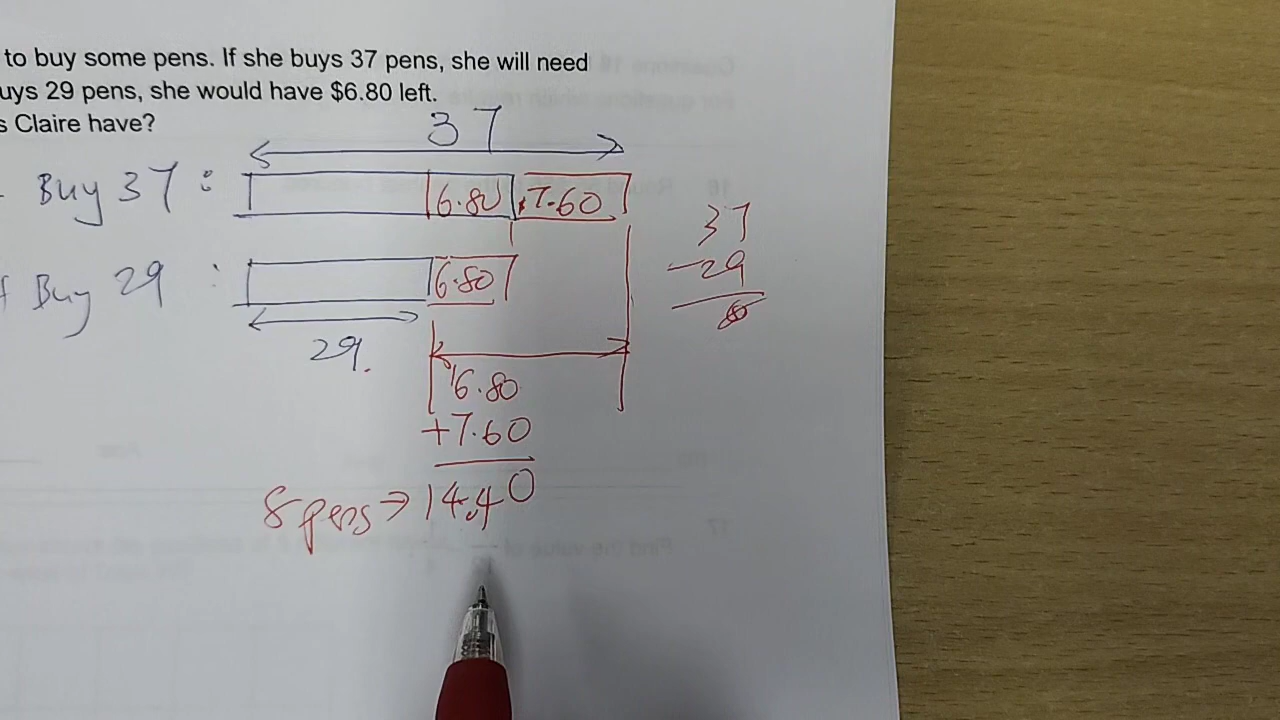 to buy some pens. If she buys 37 pens, she will need
uys 29 pens, she would have $6.80 left.
s Claire have?
37
Buy 37 :
6.80 7.60
37
-29
8
f Buy 29 :
6.80
29.
6.80
+7.60
14.40
8 pens →